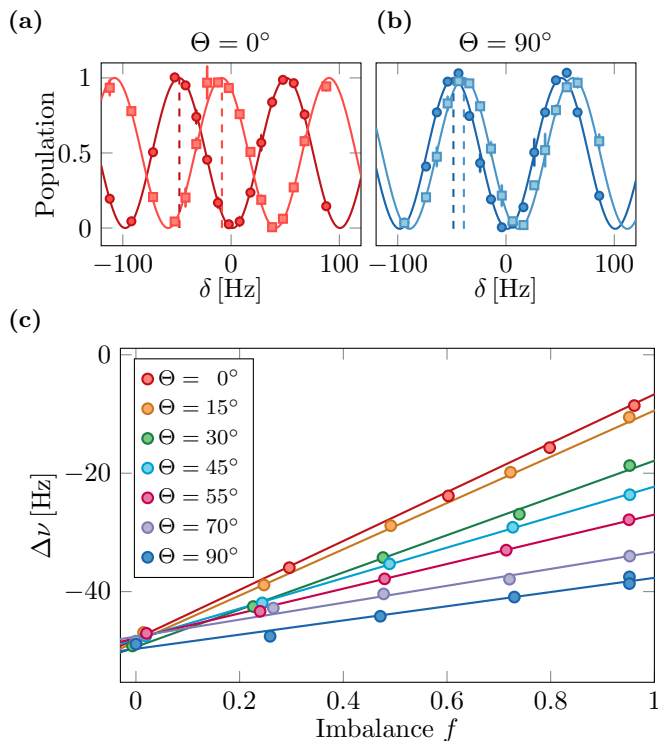 (a)
Θ = 0°
(b)
Θ = 90°
Population
1
0.5
0
−100
0
100
−100
0
100
δ [Hz]
δ [Hz]
(c)
Δν [Hz]
0
−20
−40
Θ = 0°
Θ = 15°
Θ = 30°
Θ = 45°
Θ = 55°
Θ = 70°
Θ = 90°
0
0.2
0.4
0.6
0.8
1
Imbalance f